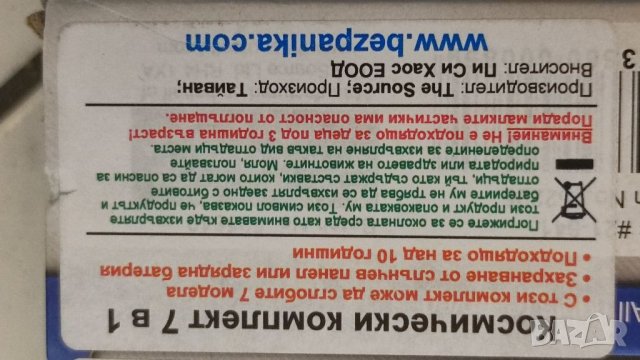 КОСМИЧЕСКИ КОМПЛЕКТ 7 В 1
• С този комплект може да сглобите 7 модела
• Захранване от слънчев панел или зарядна батерия
• Подходящо за над 10 годишни
Погрижете се за околната среда като внимавате къде изхвърляте
този продукт и опаковката му. Този символ показва, че продуктът и
батериите му не трябва да се изхвърлят заедно с битовите
отпадъци, тъй като съдържат съставки, които могат да са опасни за
природата или здравето на животните. Моля, ползвайте
определените за изхвърляне на такъв вид отпадъци места.
Внимание! Не е подходящо за деца под 3 годишна възраст!
Поради малките частички има опасност от поглъщане.
Производител: The Source; Произход: Тайван;
Вносител: Пи Си Хаос ЕООД
www.bezpanika.com
BAZAR